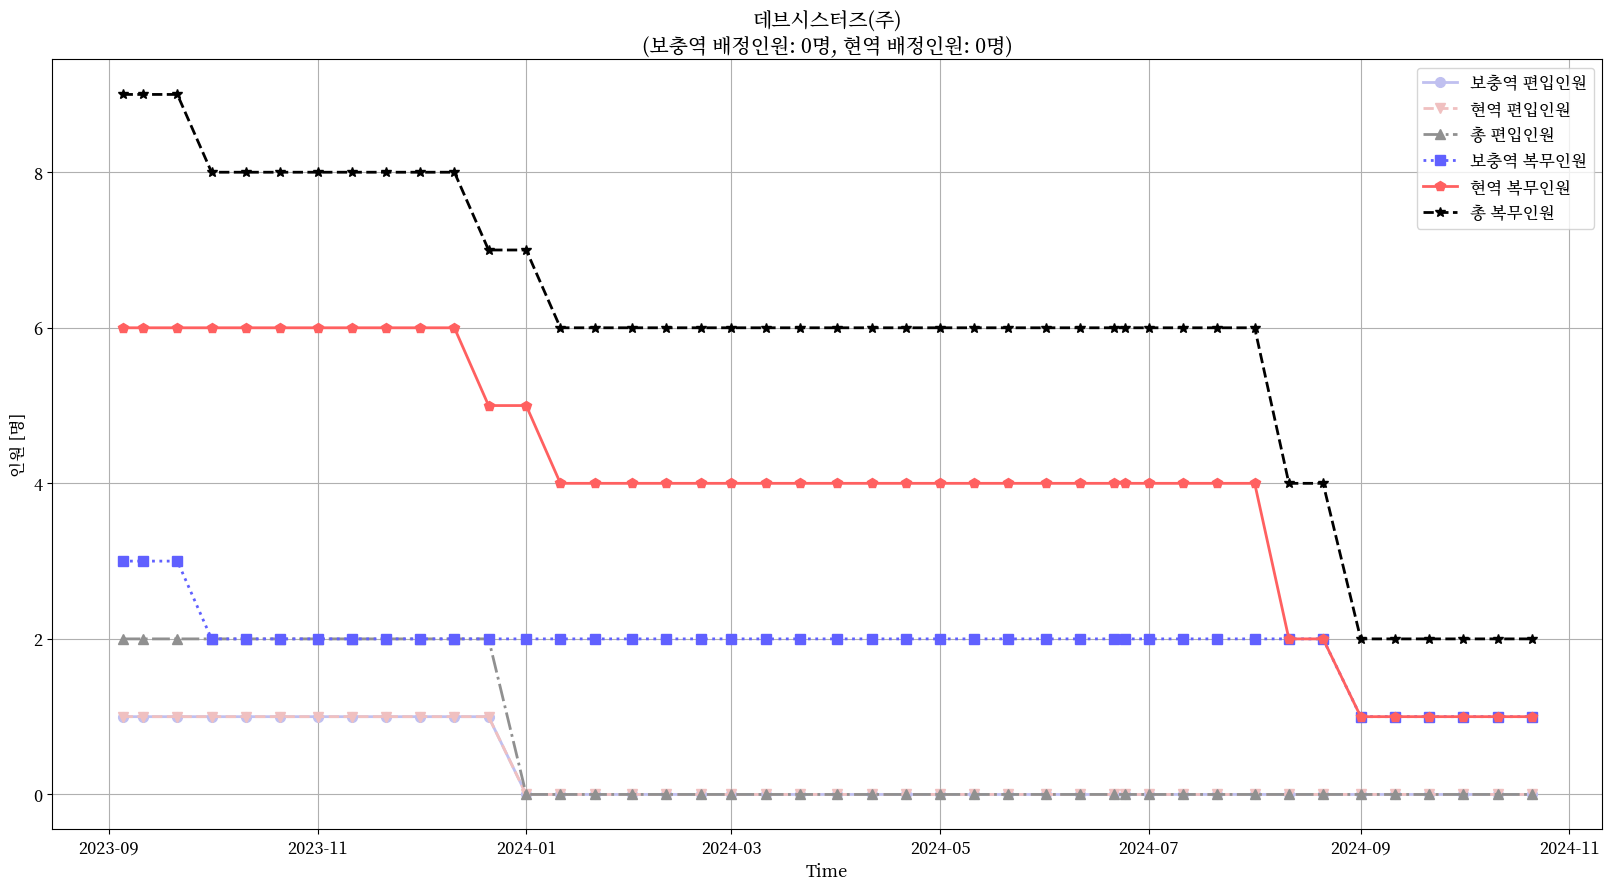 데브시스터즈(주)
(보충역 배정인원: 0명, 현역 배정인원: 0명)
보충역 편입인원
현역 편입인원
총 편입인원
보충역 복무인원
현역 복무인원
총 복무인원
인원 [명]
8
6
4
2
0
2023-09 2023-11 2024-01 2024-03 2024-05 2024-07 2024-09 2024-11
Time